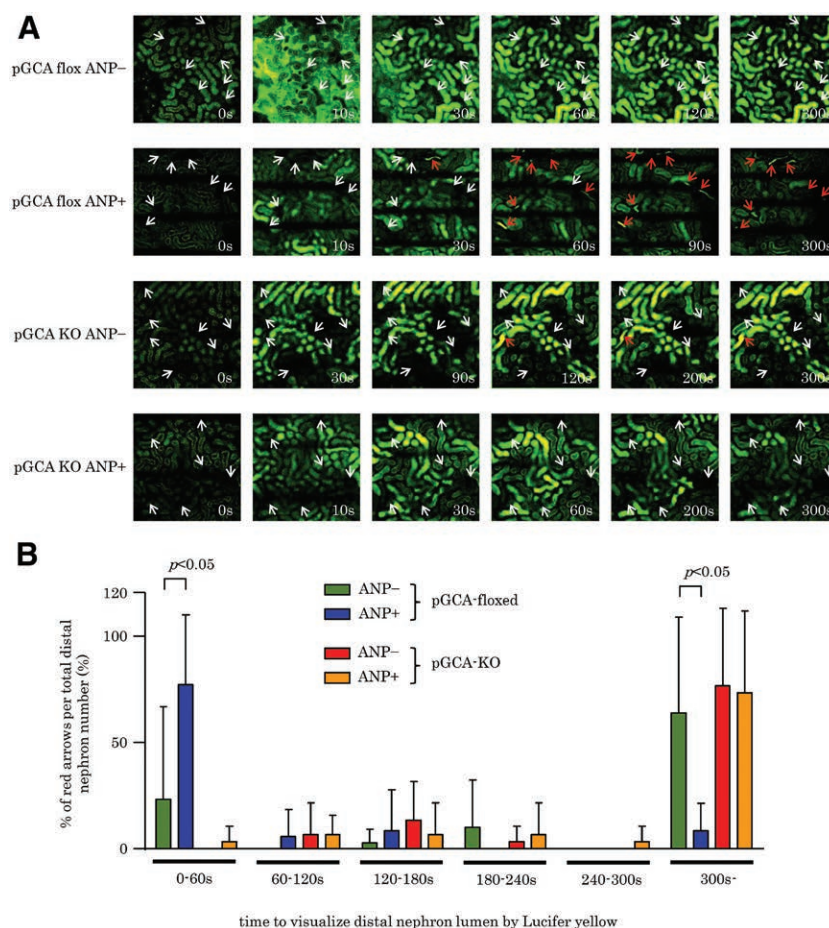 A
pGCA flox ANP−
0s 10s 30s 60s 120s 300s
pGCA flox ANP+
0s 10s 30s 60s 90s 300s
pGCA KO ANP−
0s 30s 90s 120s 200s 300s
pGCA KO ANP+
0s 10s 30s 60s 200s 300s
B
p<0.05
p<0.05
ANP−
ANP+
pGCA-floxed
ANP−
ANP+
pGCA-KO
% of red arrows per total distal
nephron number (%)
120
100
50
0
0-60s 60-120s 120-180s 180-240s 240-300s 300s-
time to visualize distal nephron lumen by Lucifer yellow